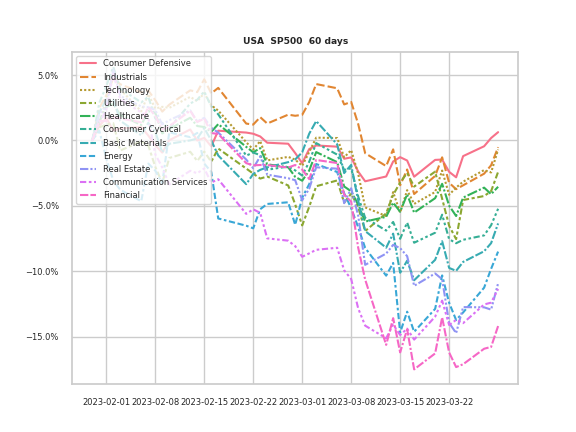 USA SP500 60 days
5.0%
0.0%
−5.0%
−10.0%
−15.0%
Consumer Defensive
Industrials
Technology
Utilities
Healthcare
Consumer Cyclical
Basic Materials
Energy
Real Estate
Communication Services
Financial
2023-02-01 2023-02-08 2023-02-15 2023-02-22 2023-03-01 2023-03-08 2023-03-15 2023-03-22